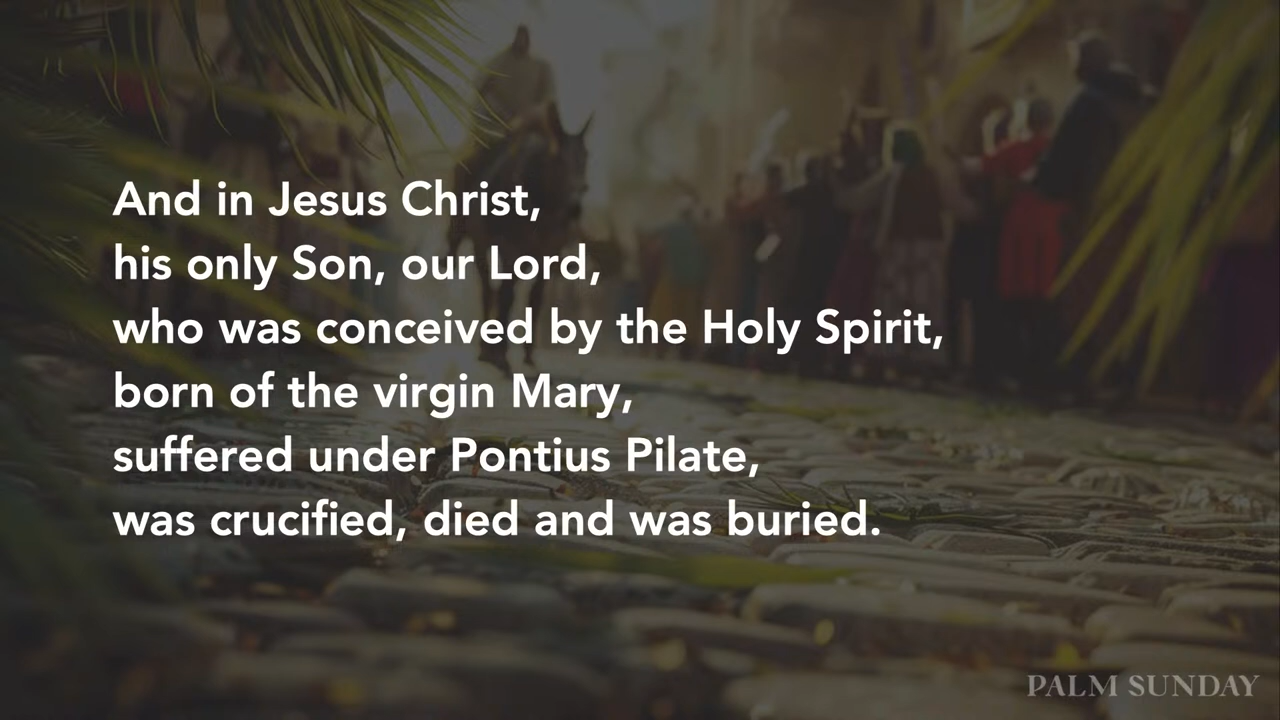 And in Jesus Christ,
his only Son, our Lord,
who was conceived by the Holy Spirit,
born of the virgin Mary,
suffered under Pontius Pilate,
was crucified, died and was buried.
PALM SUNDAY